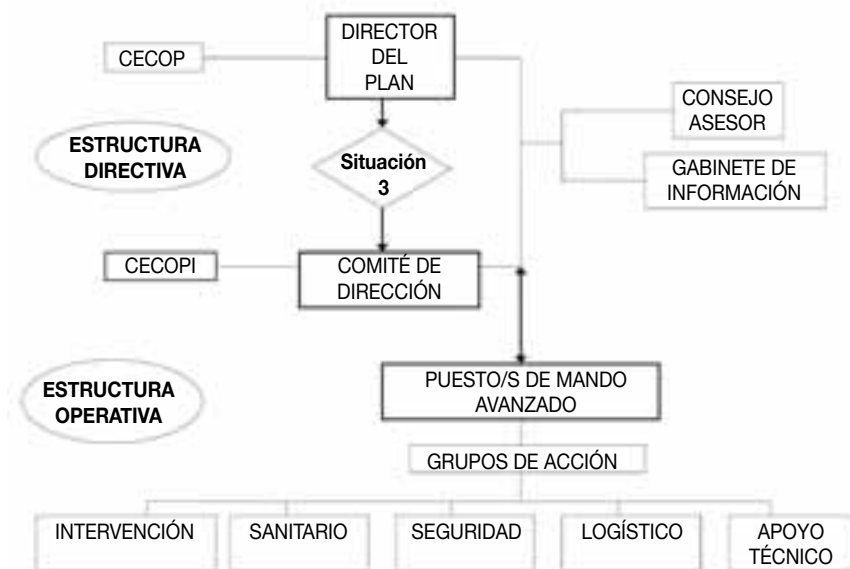 DIRECTOR
DEL
PLAN
CECOP
CONSEJO
ASESOR
ESTRUCTURA
DIRECTIVA
Situación
3
GABINETE DE
INFORMACIÓN
CECOPI
COMITÉ DE
DIRECCIÓN
PUESTO/S DE MANDO
AVANZADO
ESTRUCTURA
OPERATIVA
GRUPOS DE ACCIÓN
INTERVENCIÓN
SANITARIO
SEGURIDAD
LOGÍSTICO
APOYO
TÉCNICO